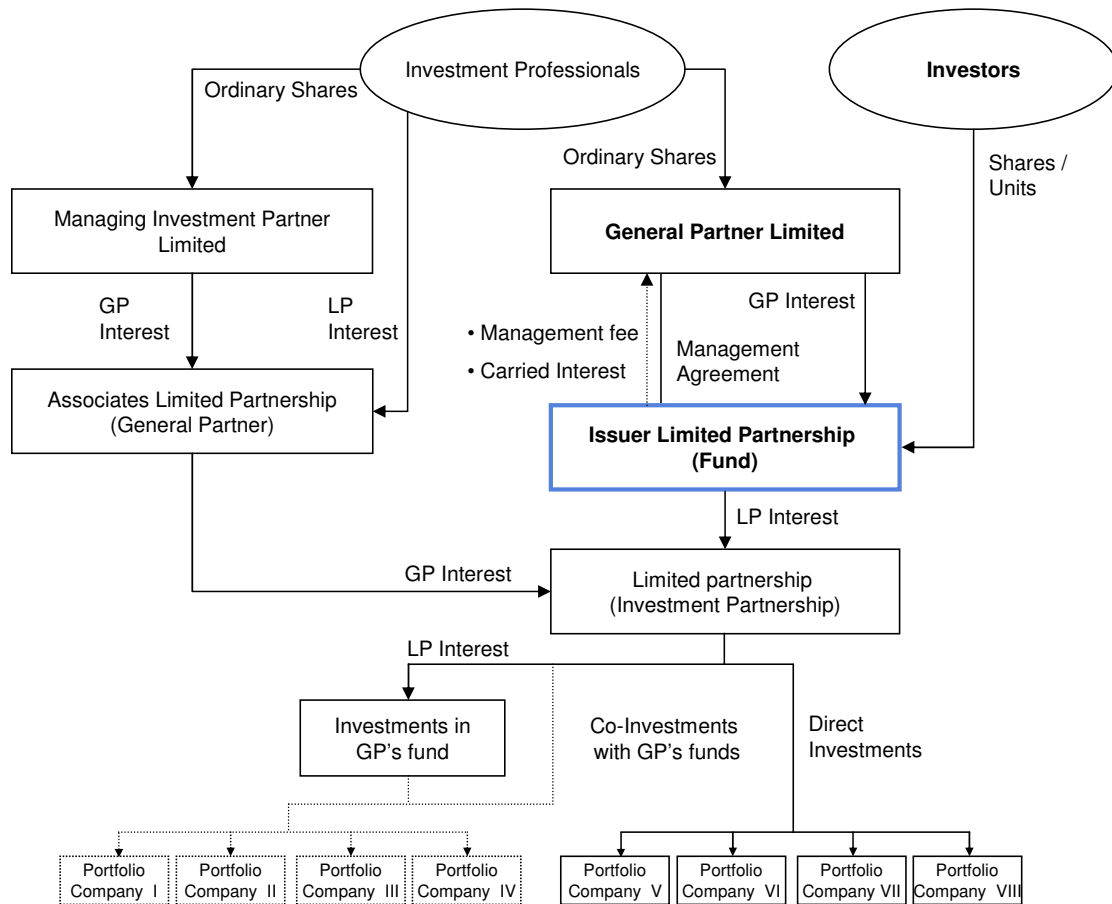 Investment Professionals
Investors
Ordinary Shares
Ordinary Shares
Shares /
Units
Managing Investment Partner
Limited
General Partner Limited
GP
Interest
LP
Interest
GP Interest
• Management fee
• Carried Interest
Management
Agreement
Associates Limited Partnership
(General Partner)
Issuer Limited Partnership
(Fund)
LP Interest
GP Interest
Limited partnership
(Investment Partnership)
LP Interest
Investments in
GP's fund
Co-Investments
with GP's funds
Direct
Investments
Portfolio
Company I
Portfolio
Company II
Portfolio
Company III
Portfolio
Company IV
Portfolio
Company V
Portfolio
Company VI
Portfolio
Company VII
Portfolio
Company VIII